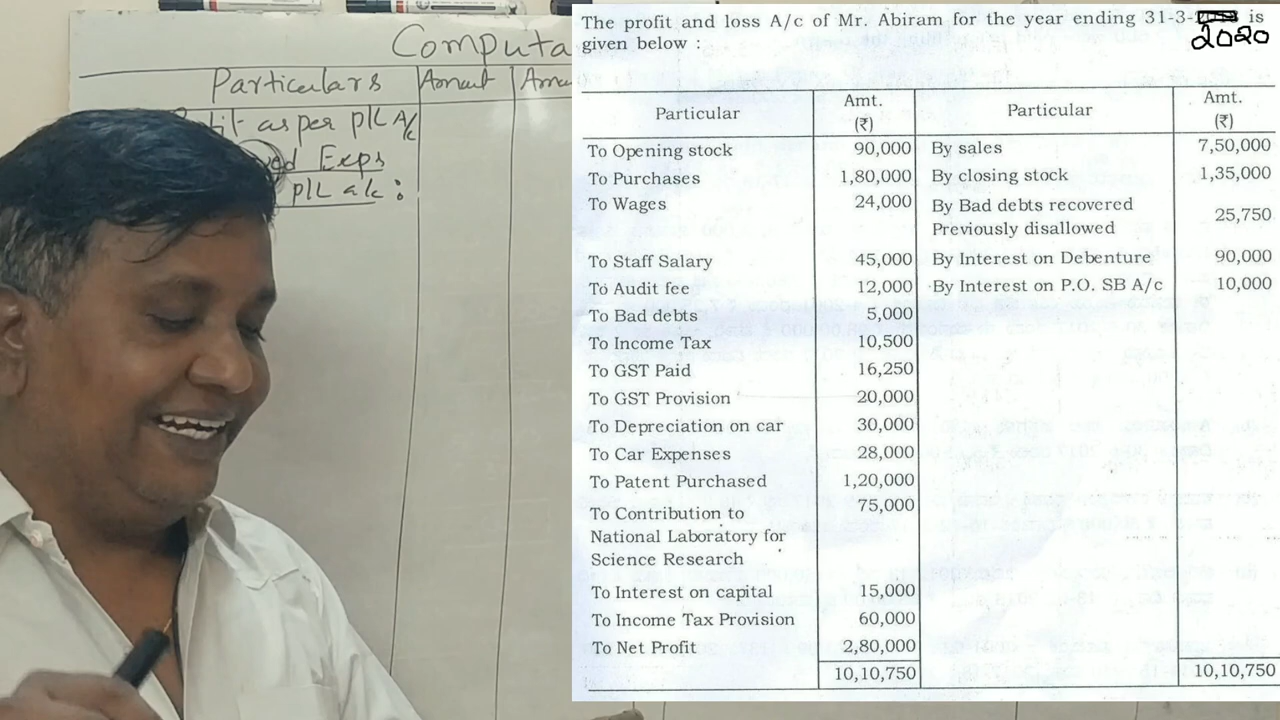 Computa
Particulars Amout Amou
as per P/L A/c
Exps
P/L a/c :
The profit and loss A/c of Mr. Abiram for the year ending 31-3- is
2020
given below :
Particular Amt. (₹) Particular Amt. (₹)
To Opening stock 90,000 By sales 7,50,000
To Purchases 1,80,000 By closing stock 1,35,000
To Wages 24,000 By Bad debts recovered
Previously disallowed 25,750
To Staff Salary 45,000 By Interest on Debenture 90,000
To Audit fee 12,000 By Interest on P.O. SB A/c 10,000
To Bad debts 5,000
To Income Tax 10,500
To GST Paid 16,250
To GST Provision 20,000
To Depreciation on car 30,000
To Car Expenses 28,000
To Patent Purchased 1,20,000
To Contribution to 75,000
National Laboratory for
Science Research
To Interest on capital 15,000
To Income Tax Provision 60,000
To Net Profit 2,80,000
10,10,750 10,10,750